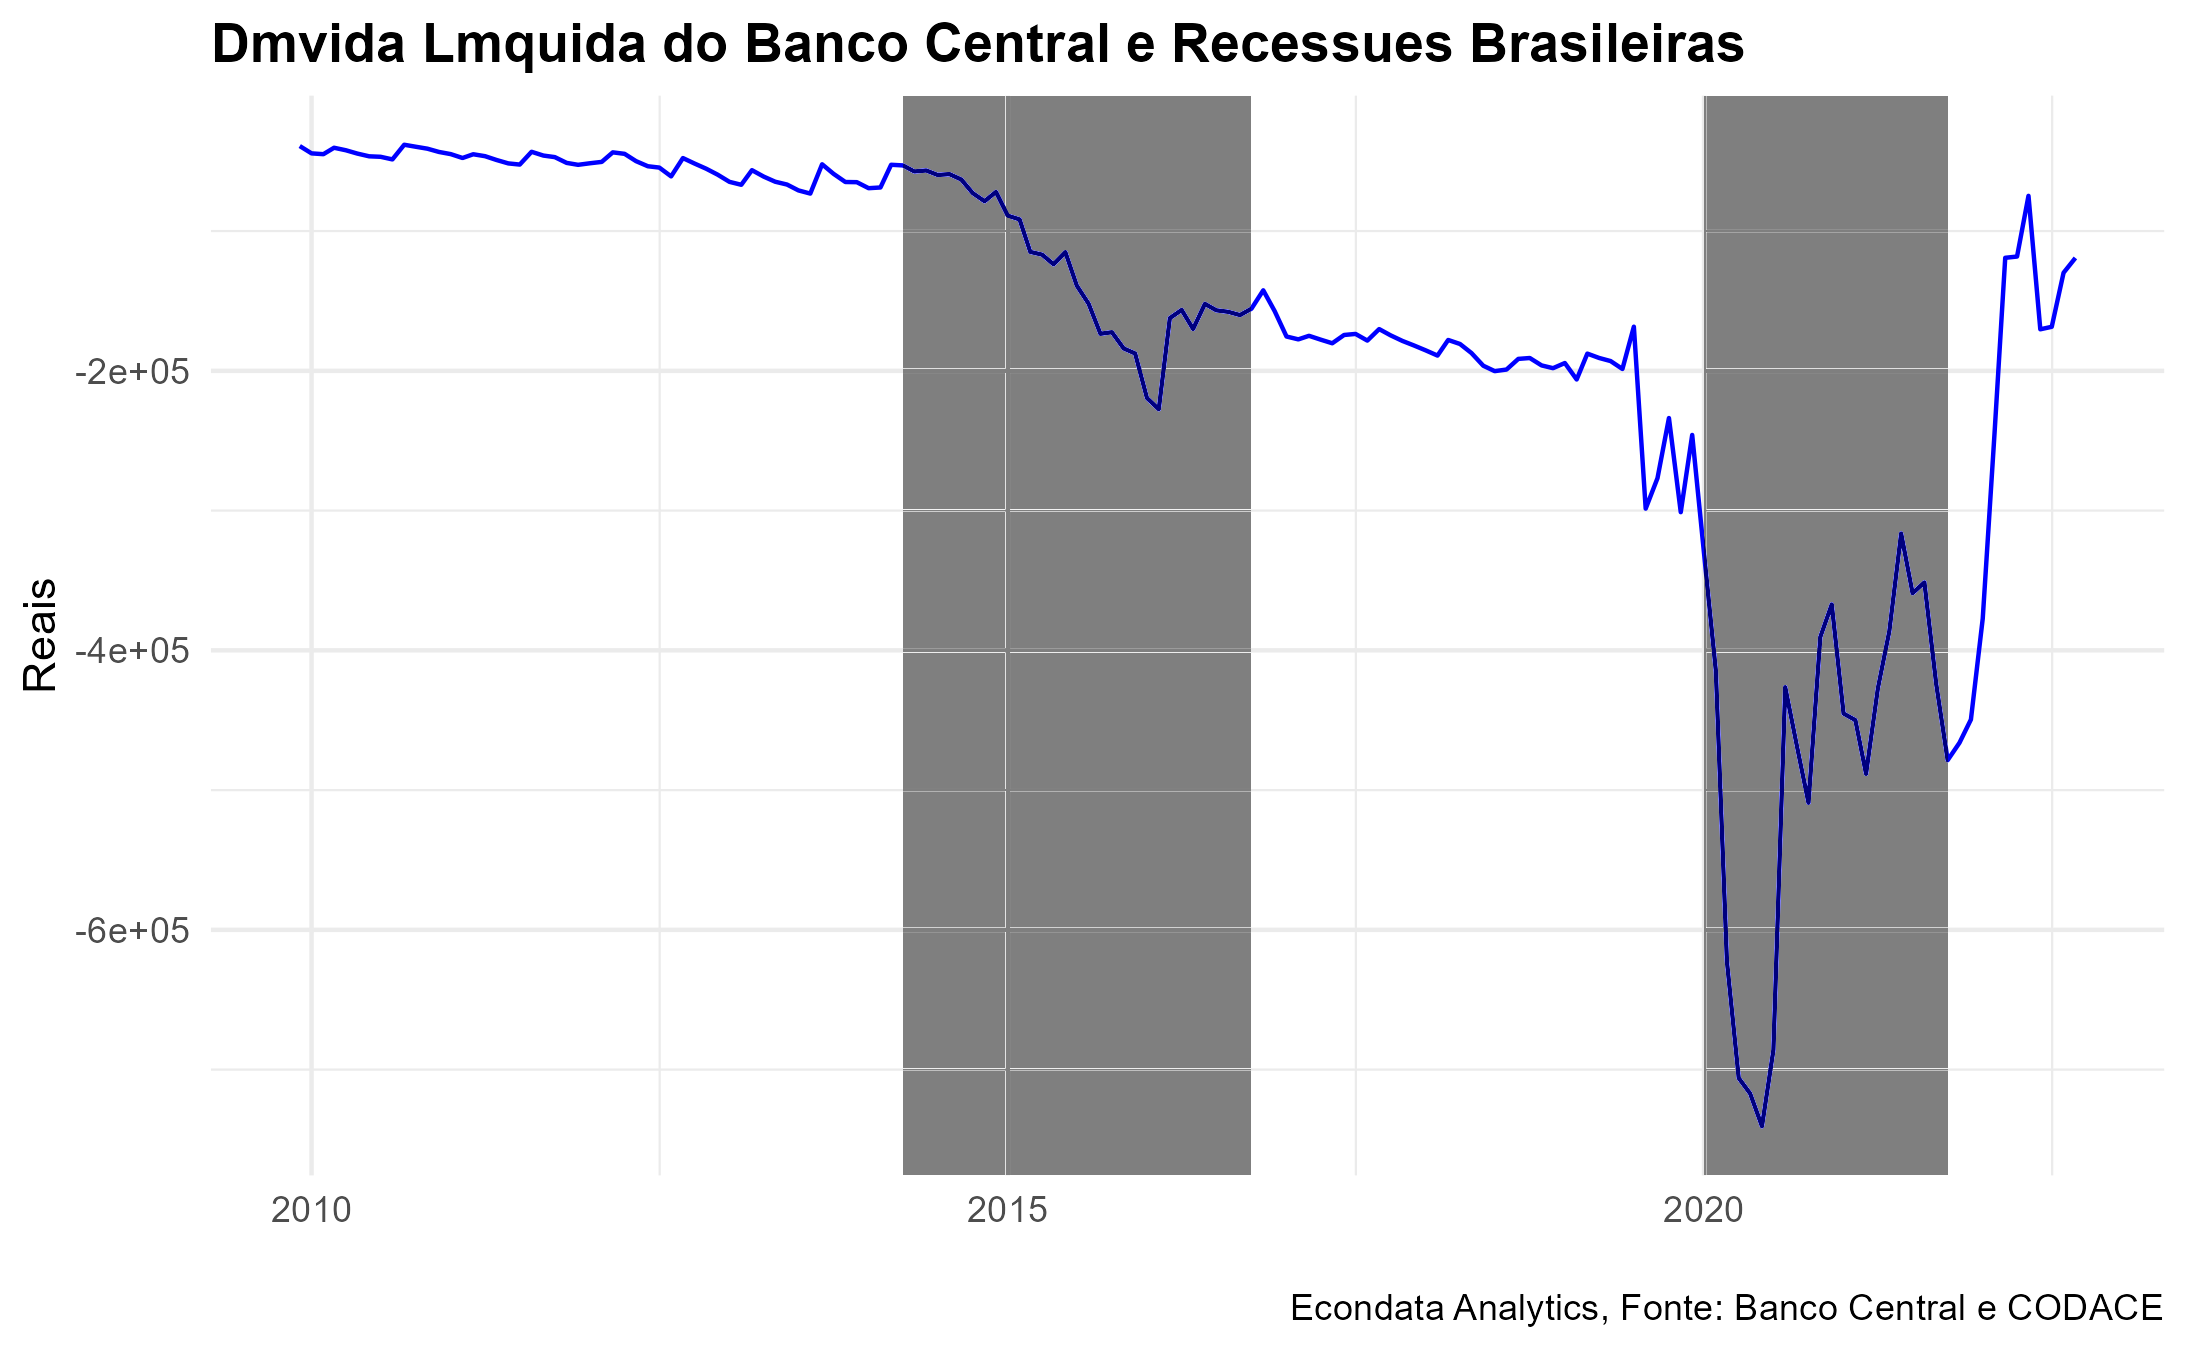 Dmvida Lmquida do Banco Central e Recessues Brasileiras
Reais
-2e+05
-4e+05
-6e+05
2010
2015
2020
Econdata Analytics, Fonte: Banco Central e CODACE